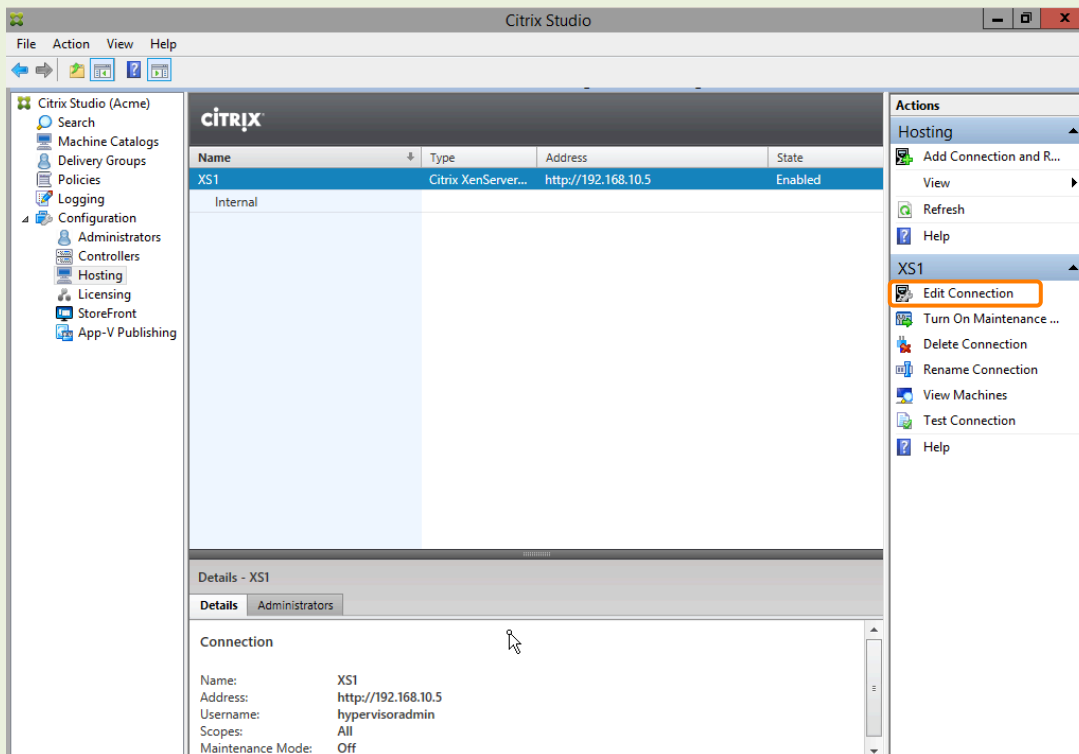 Citrix Studio
File Action View Help
Citrix Studio (Acme)
Search
Machine Catalogs
Delivery Groups
Policies
Logging
Configuration
Administrators
Controllers
Hosting
Licensing
StoreFront
App-V Publishing
CITRIX
Name Type Address State
XS1 Citrix XenServer... http://192.168.10.5 Enabled
Internal
Details - XS1
Details Administrators
Connection
Name: XS1
Address: http://192.168.10.5
Username: hypervisoradmin
Scopes: All
Maintenance Mode: Off
Actions
Hosting
Add Connection and R...
View
Refresh
Help
XS1
Edit Connection
Turn On Maintenance ...
Delete Connection
Rename Connection
View Machines
Test Connection
Help